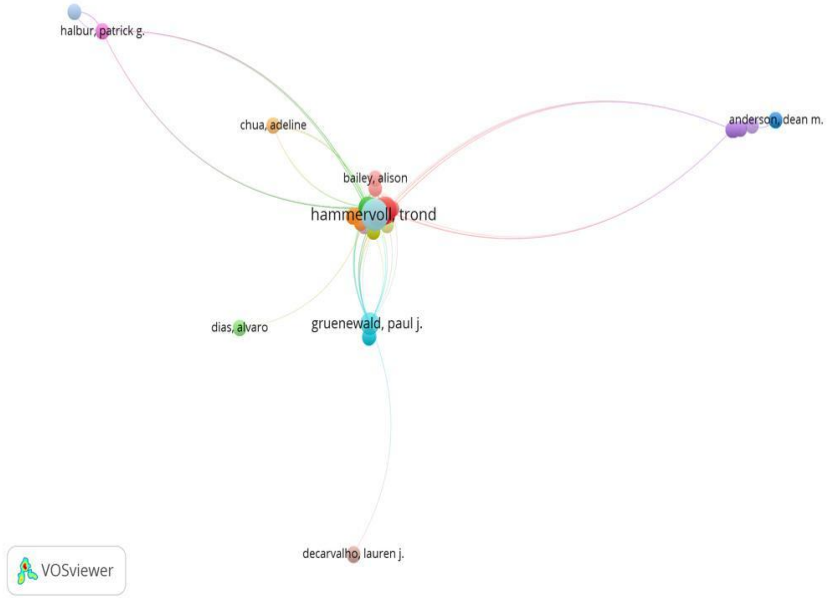 halbur, patrick g.
anderson, dean m.
chua, adeline
bailey, alison
hammervoll, trond
gruenewald, paul j.
dias, alvaro
decarvalho, lauren j.
VOSviewer